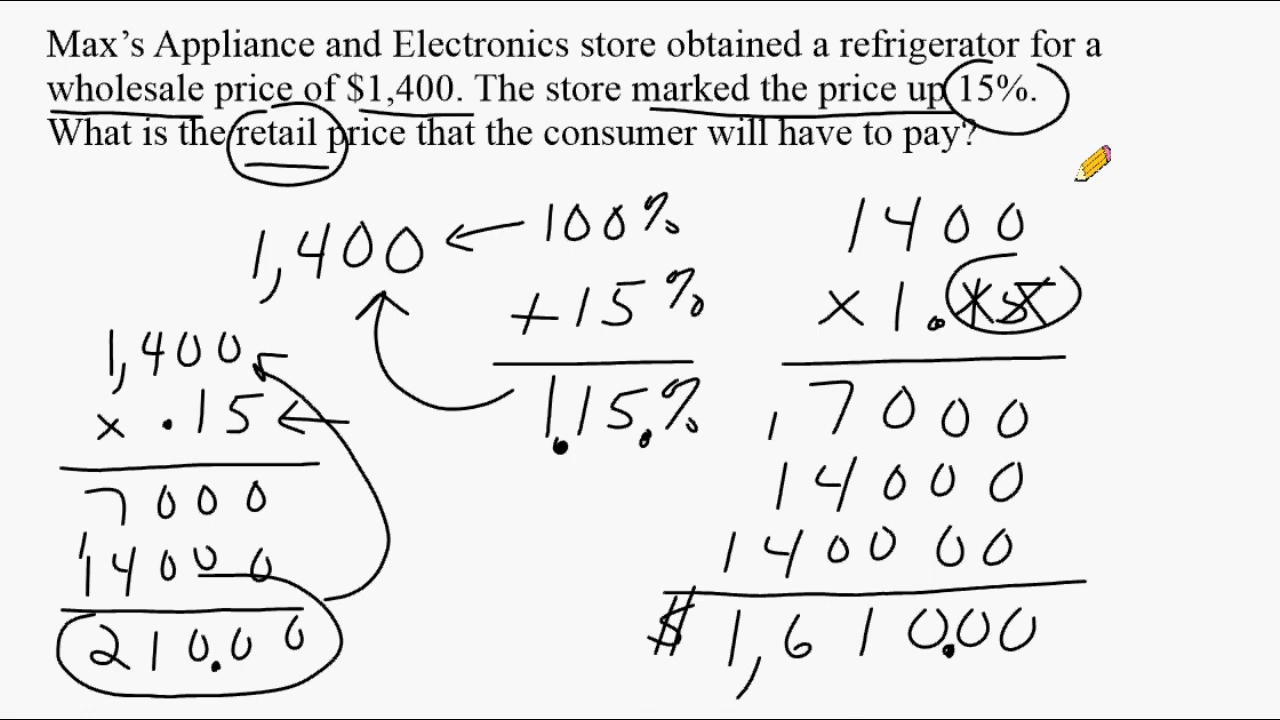 Max's Appliance and Electronics store obtained a refrigerator for a
wholesale price of $1,400. The store marked the price up 15%.
What is the retail price that the consumer will have to pay?
1,400 ← 100%
+15%
1.15.%
1,400
x .15
7000
14000
210.00
1400
x 1.15
7000
14000
140000
$1,610.00